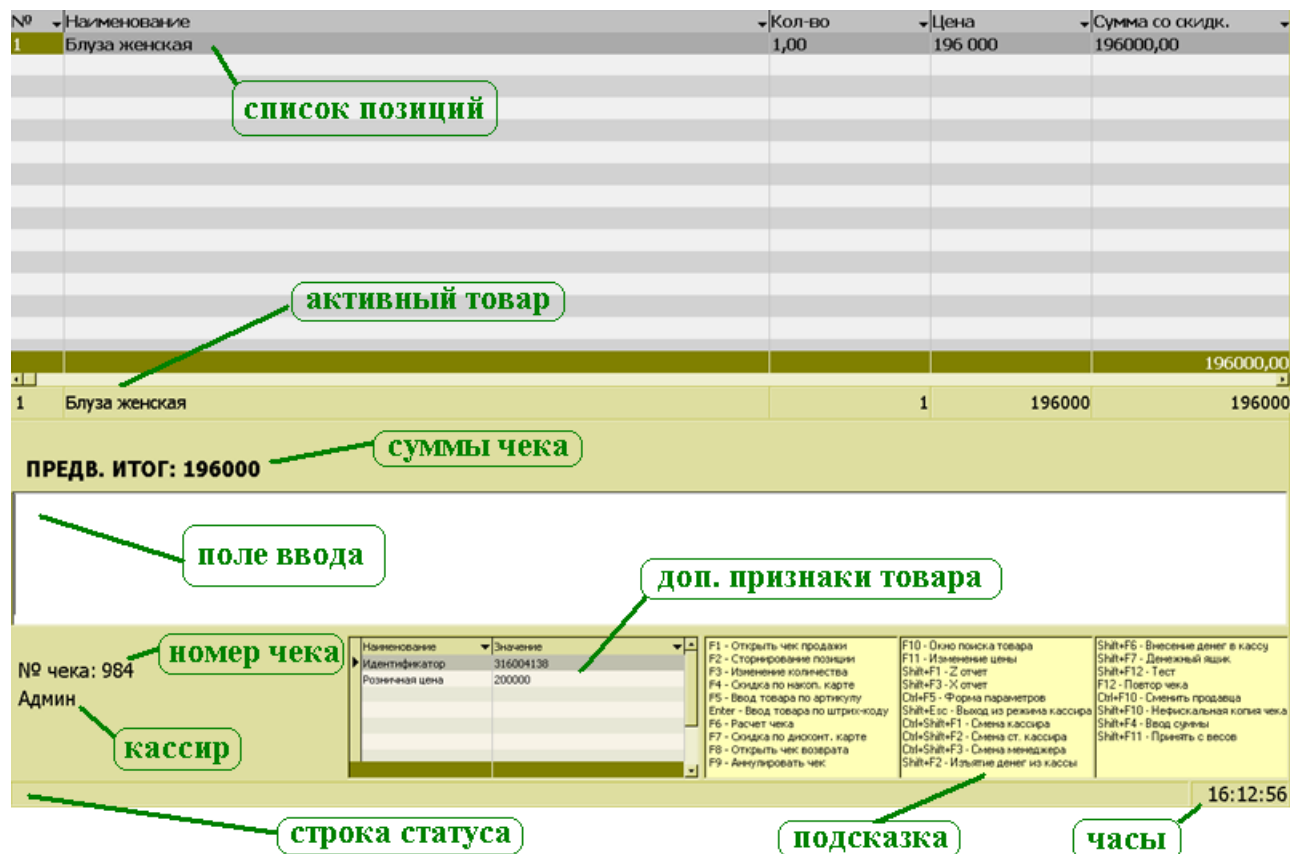 № Наименование Кол-во Цена Сумма со скидк.
1 Блуза женская 1,00 196 000 196000,00
список позиций
активный товар
196000,00
1 Блуза женская 1 196000 196000
суммы чека
ПРЕДВ. ИТОГ: 196000
поле ввода
доп. признаки товара
номер чека
№ чека: 984
Админ
кассир
Наименование Значение
Идентификатор 316004138
Розничная цена 200000
F1 - Открыть чек продажи
F2 - Сторнирование позиции
F3 - Изменение количества
F4 - Скидка по накоп. карте
F5 - Ввод товара по артикулу
Enter - Ввод товара по штрих-коду
F6 - Расчет чека
F7 - Скидка по дисконт. карте
F8 - Открыть чек возврата
F9 - Аннулировать чек
F10 - Окно поиска товара
F11 - Изменение цены
Shift+F1 - Z отчет
Shift+F3 - X отчет
Ctrl+F5 - Форма параметров
Shift+Esc - Выход из режима кассира
Ctrl+Shift+F1 - Смена кассира
Ctrl+Shift+F2 - Смена ст. кассира
Ctrl+Shift+F3 - Смена менеджера
Shift+F2 - Изъятие денег из кассы
Shift+F6 - Внесение денег в кассу
Shift+F7 - Денежный ящик
Shift+F12 - Тест
F12 - Повтор чека
Ctrl+F10 - Сменить продавца
Shift+F10 - Нефискальная копия чека
Shift+F4 - Ввод суммы
Shift+F11 - Принять с весов
16:12:56
строка статуса
подсказка
часы